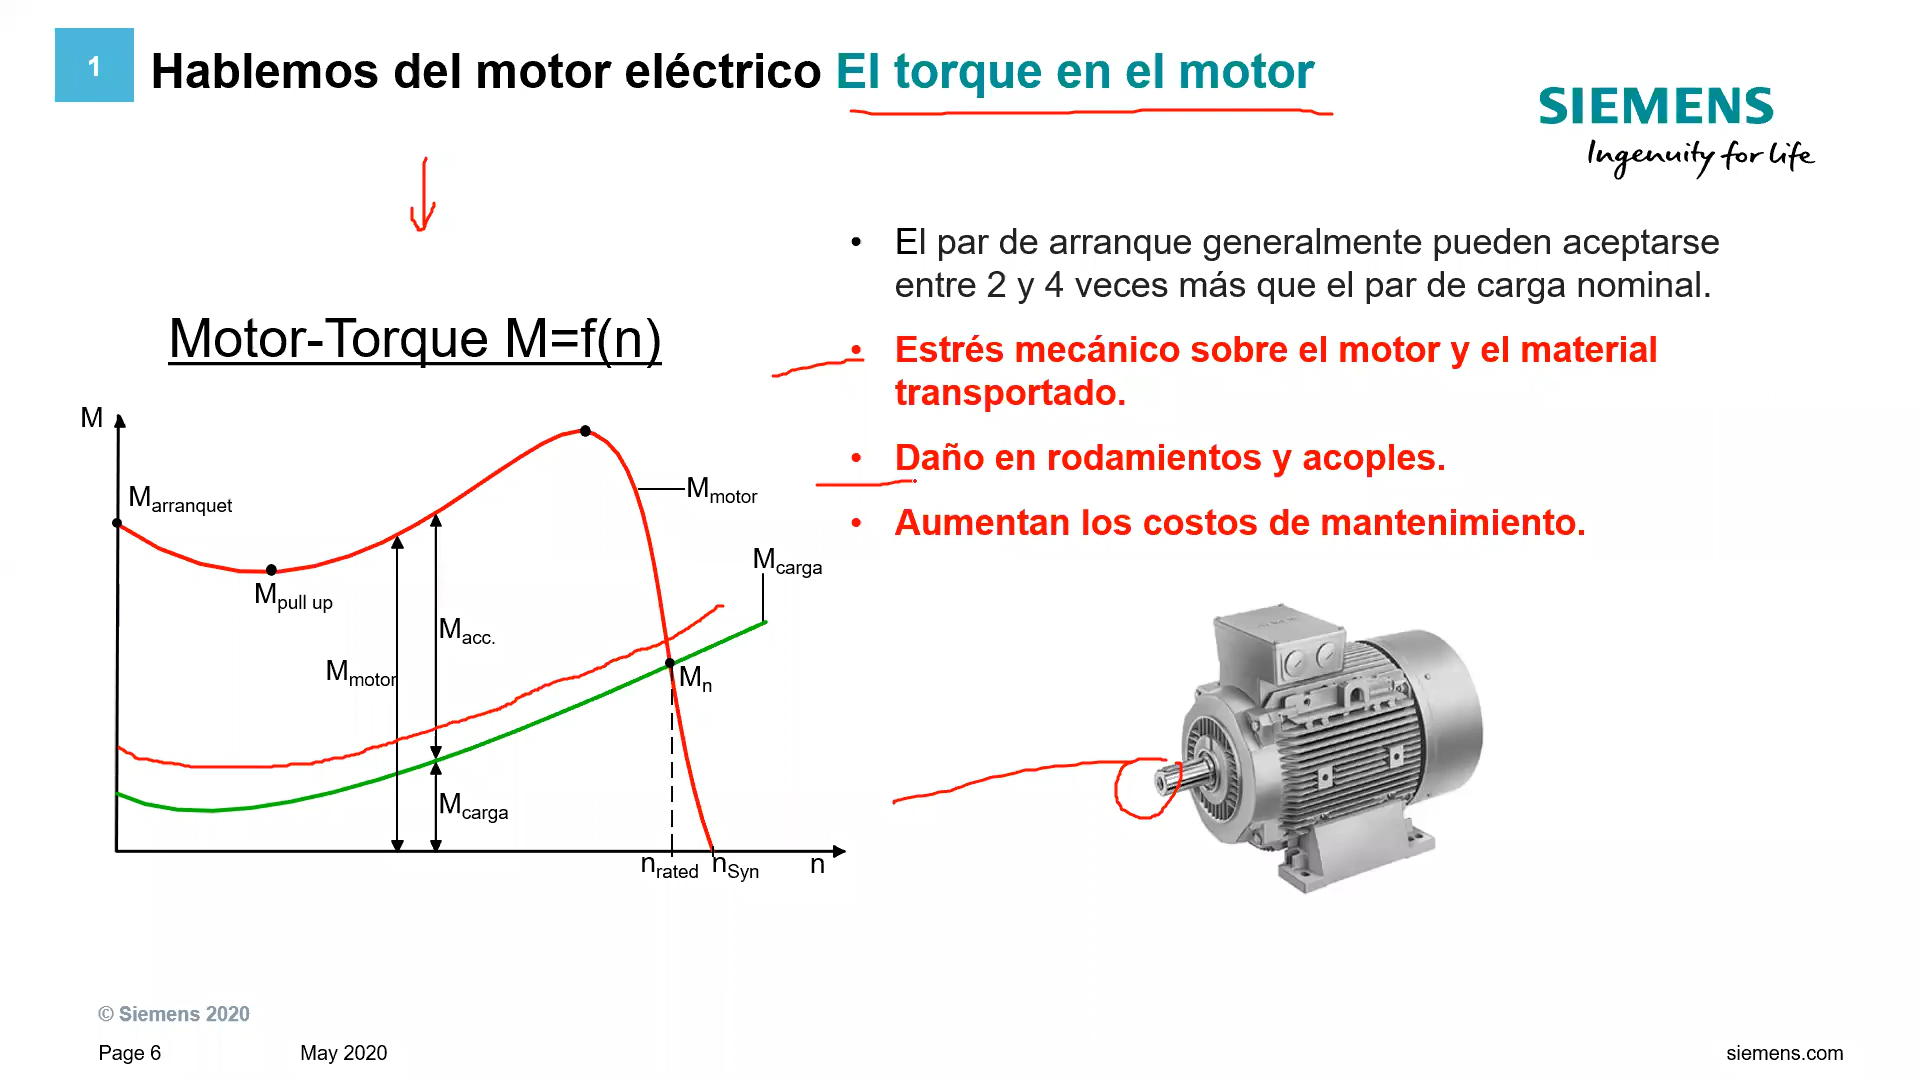 1
Hablemos del motor eléctrico El torque en el motor
SIEMENS
Ingenuity for life
• El par de arranque generalmente pueden aceptarse
entre 2 y 4 veces más que el par de carga nominal.
• Estrés mecánico sobre el motor y el material
transportado.
• Daño en rodamientos y acoples.
• Aumentan los costos de mantenimiento.
Motor-Torque M=f(n)
M
Marranquet
Mmotor
Mcarga
Mpull up
Macc.
Mmotor
Mn
Mcarga
nrated
nSyn
n
© Siemens 2020
Page 6
May 2020
siemens.com